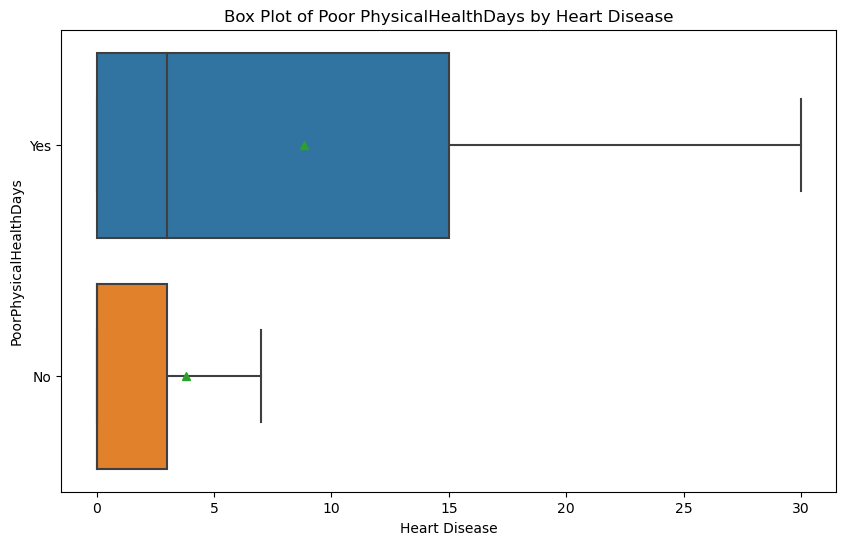 Box Plot of Poor PhysicalHealthDays by Heart Disease
Yes
No
PoorPhysicalHealthDays
0 5 10 15 20 25 30
Heart Disease